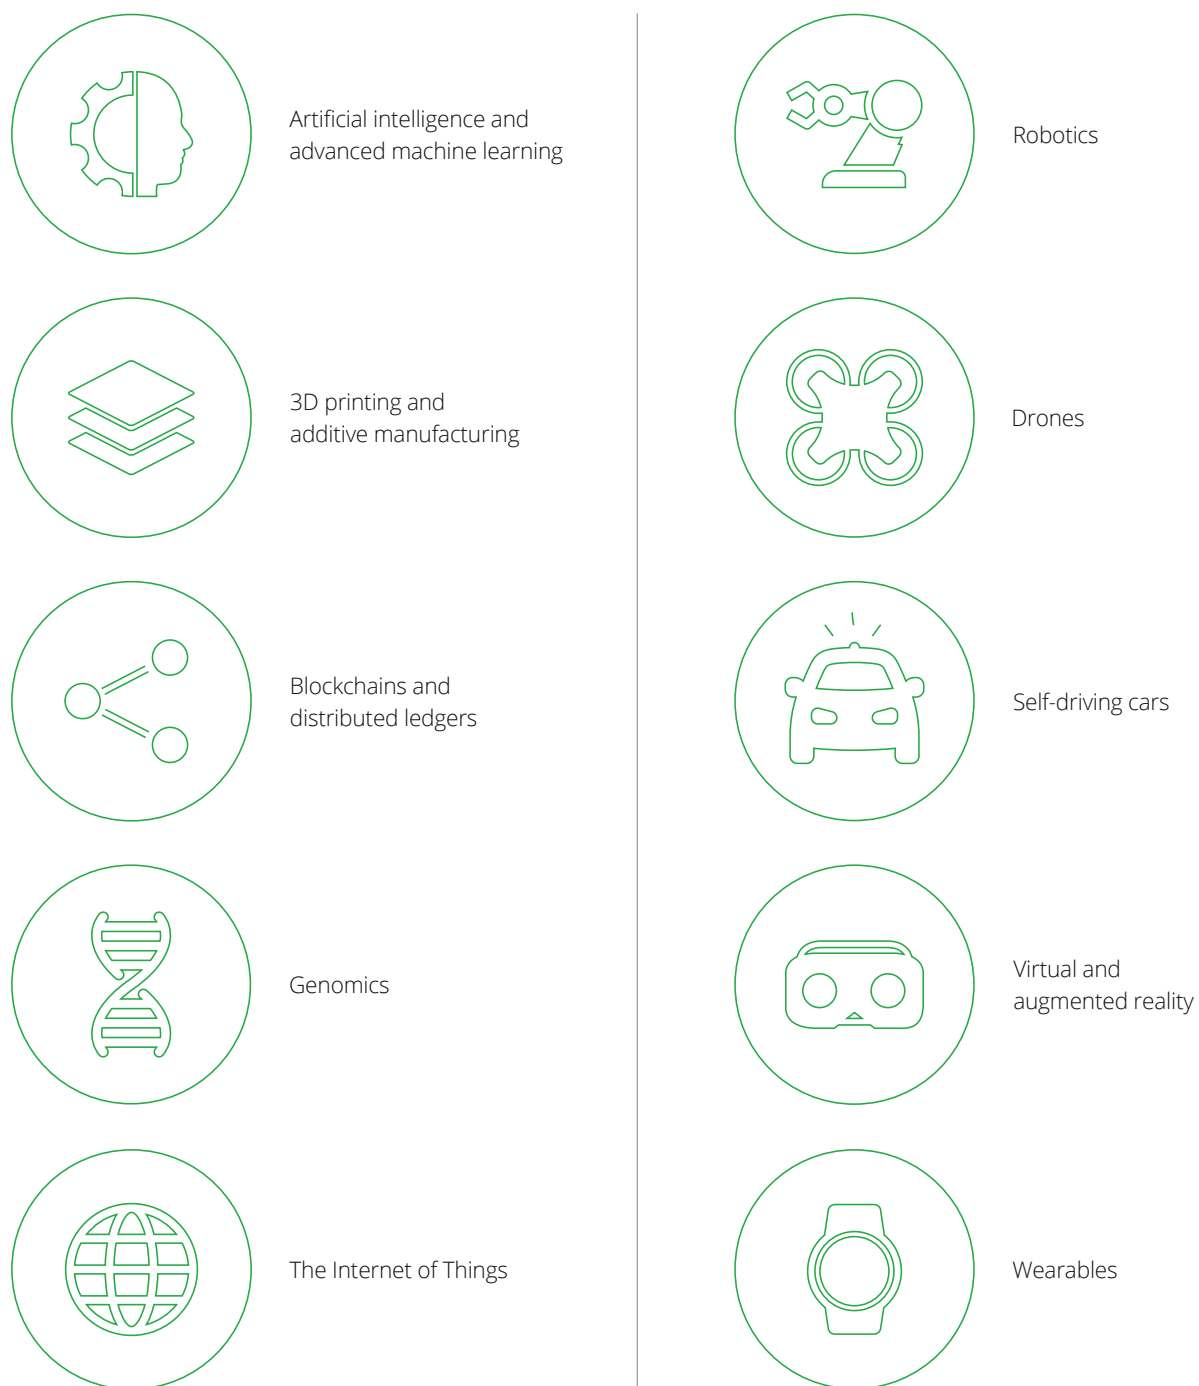 Artificial intelligence and
advanced machine learning
3D printing and
additive manufacturing
Blockchains and
distributed ledgers
Genomics
The Internet of Things
Robotics
Drones
Self-driving cars
Virtual and
augmented reality
Wearables